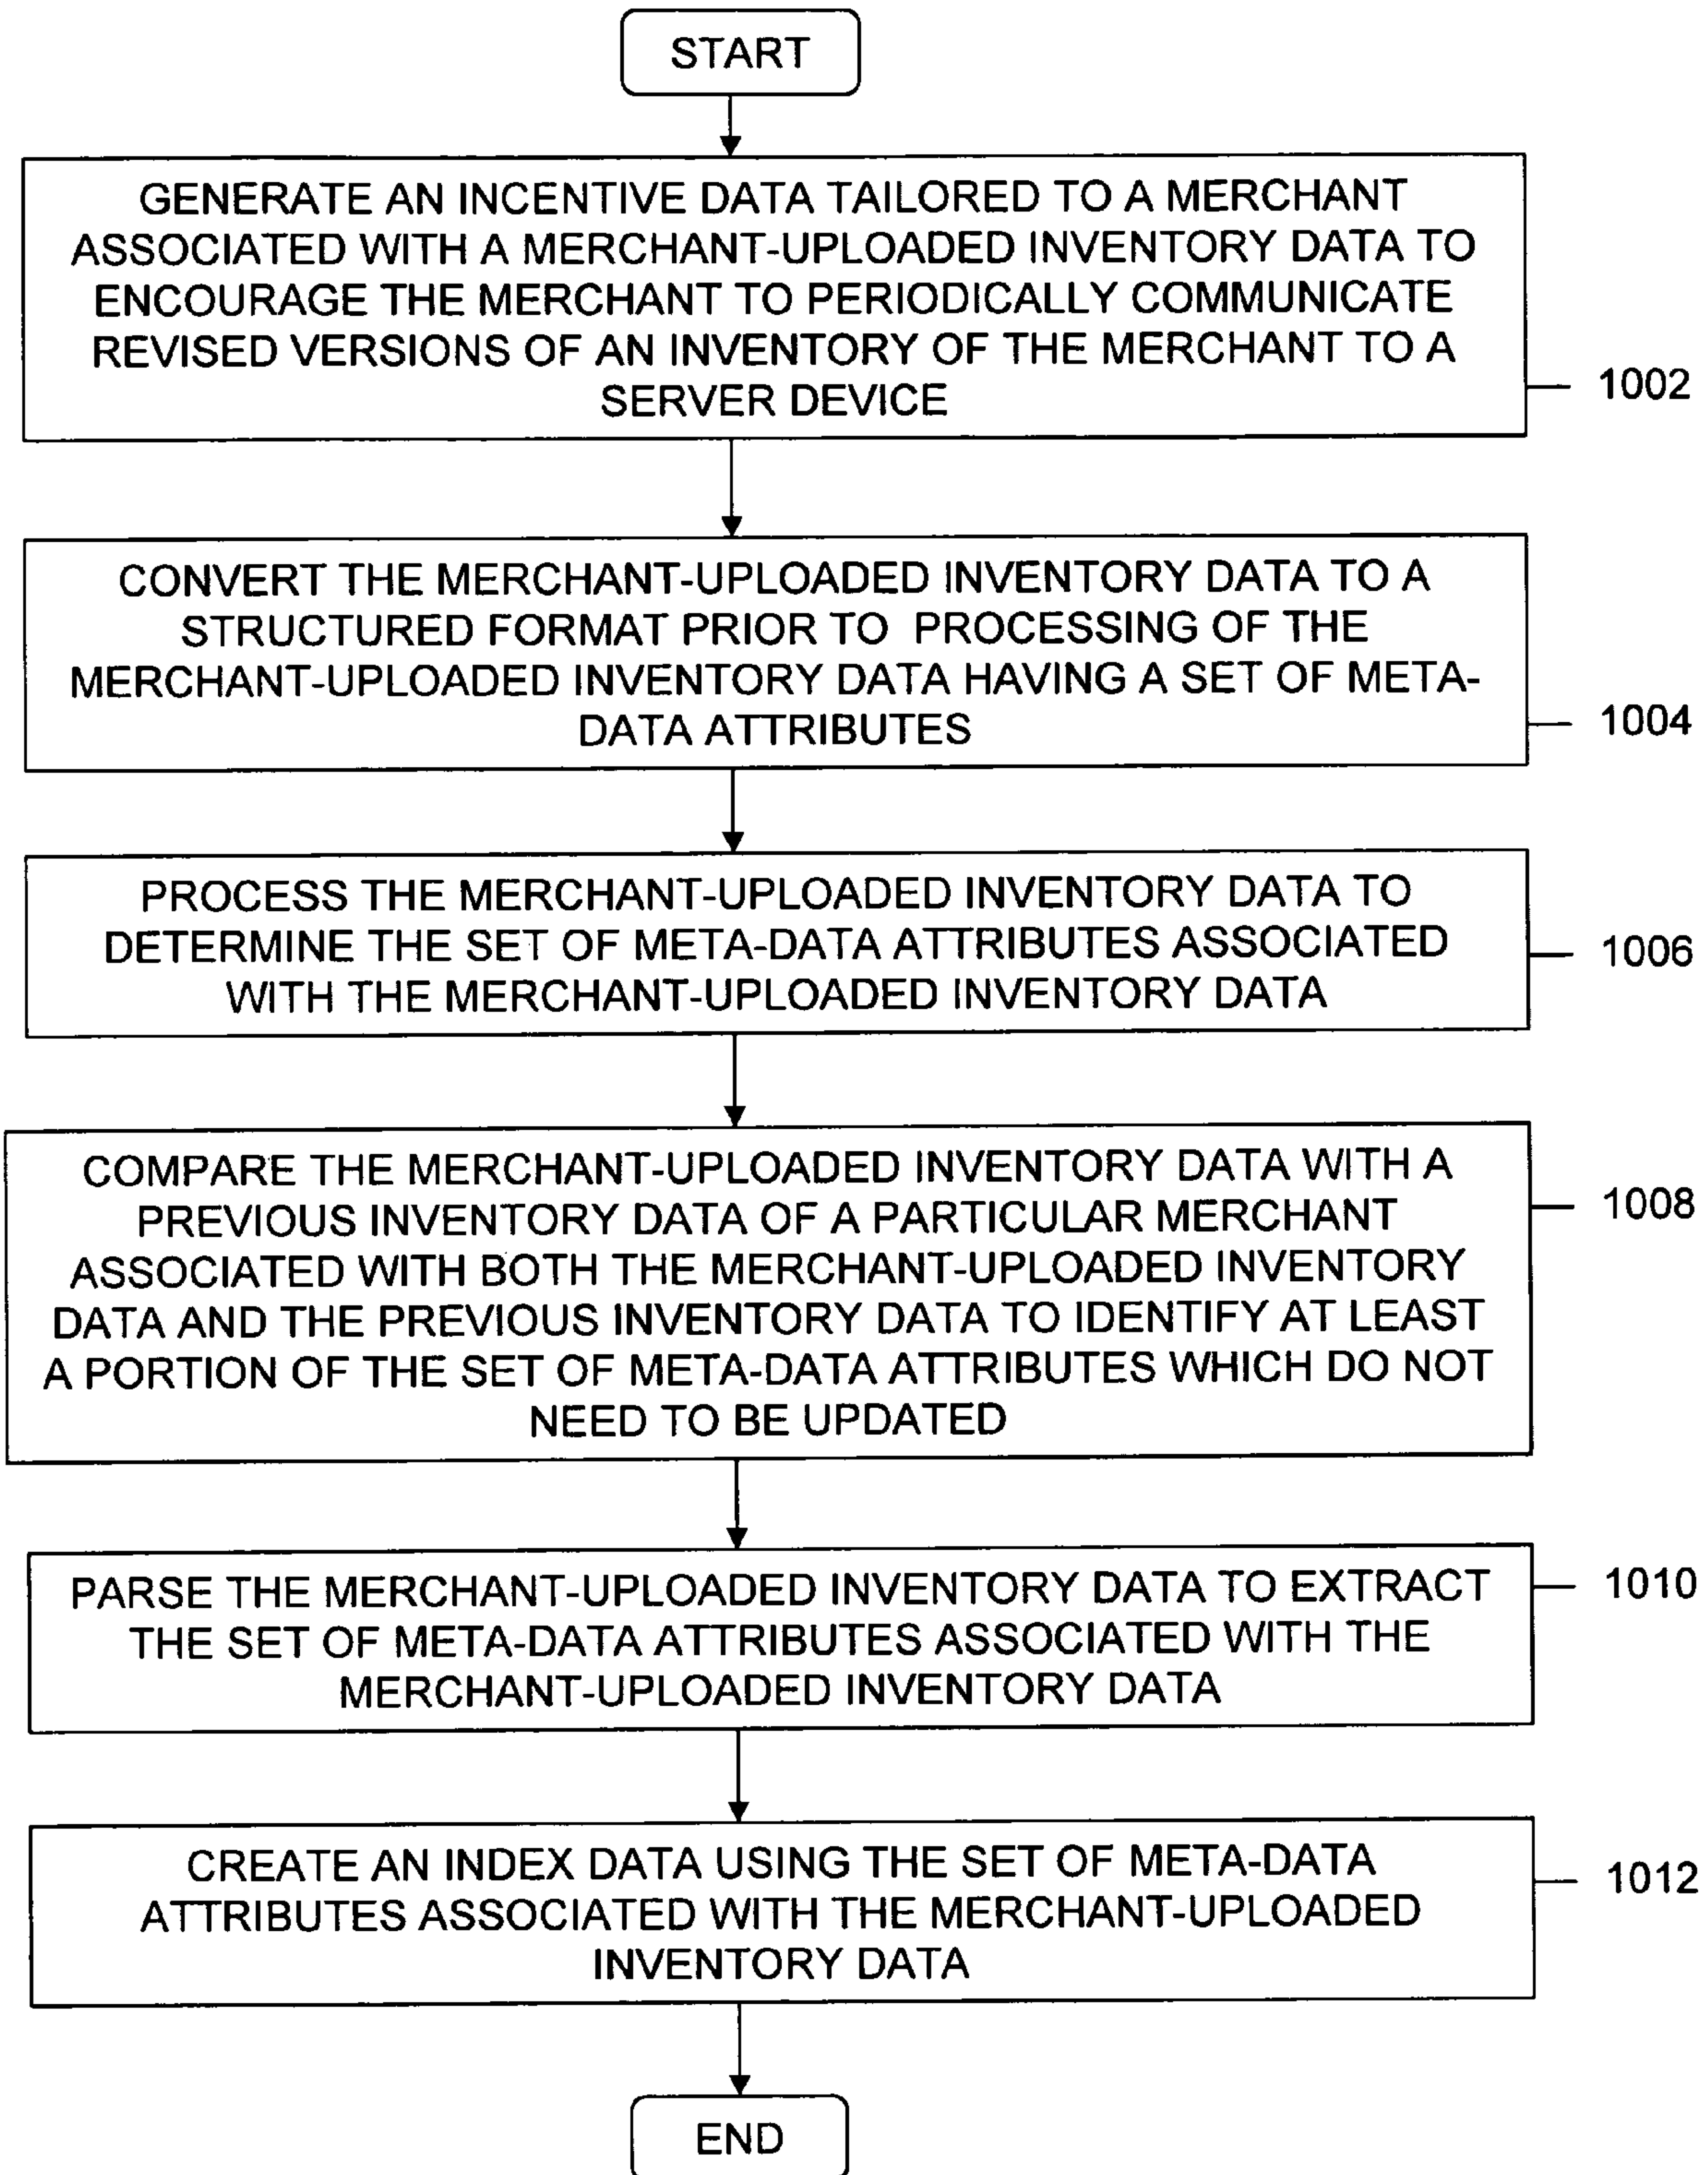 START
GENERATE AN INCENTIVE DATA TAILORED TO A MERCHANT
ASSOCIATED WITH A MERCHANT-UPLOADED INVENTORY DATA TO
ENCOURAGE THE MERCHANT TO PERIODICALLY COMMUNICATE
REVISED VERSIONS OF AN INVENTORY OF THE MERCHANT TO A
SERVER DEVICE
1002
CONVERT THE MERCHANT-UPLOADED INVENTORY DATA TO A
STRUCTURED FORMAT PRIOR TO PROCESSING OF THE
MERCHANT-UPLOADED INVENTORY DATA HAVING A SET OF META-
DATA ATTRIBUTES
1004
PROCESS THE MERCHANT-UPLOADED INVENTORY DATA TO
DETERMINE THE SET OF META-DATA ATTRIBUTES ASSOCIATED
WITH THE MERCHANT-UPLOADED INVENTORY DATA
1006
COMPARE THE MERCHANT-UPLOADED INVENTORY DATA WITH A
PREVIOUS INVENTORY DATA OF A PARTICULAR MERCHANT
ASSOCIATED WITH BOTH THE MERCHANT-UPLOADED INVENTORY
DATA AND THE PREVIOUS INVENTORY DATA TO IDENTIFY AT LEAST
A PORTION OF THE SET OF META-DATA ATTRIBUTES WHICH DO NOT
NEED TO BE UPDATED
1008
PARSE THE MERCHANT-UPLOADED INVENTORY DATA TO EXTRACT
THE SET OF META-DATA ATTRIBUTES ASSOCIATED WITH THE
MERCHANT-UPLOADED INVENTORY DATA
1010
CREATE AN INDEX DATA USING THE SET OF META-DATA
ATTRIBUTES ASSOCIATED WITH THE MERCHANT-UPLOADED
INVENTORY DATA
1012
END